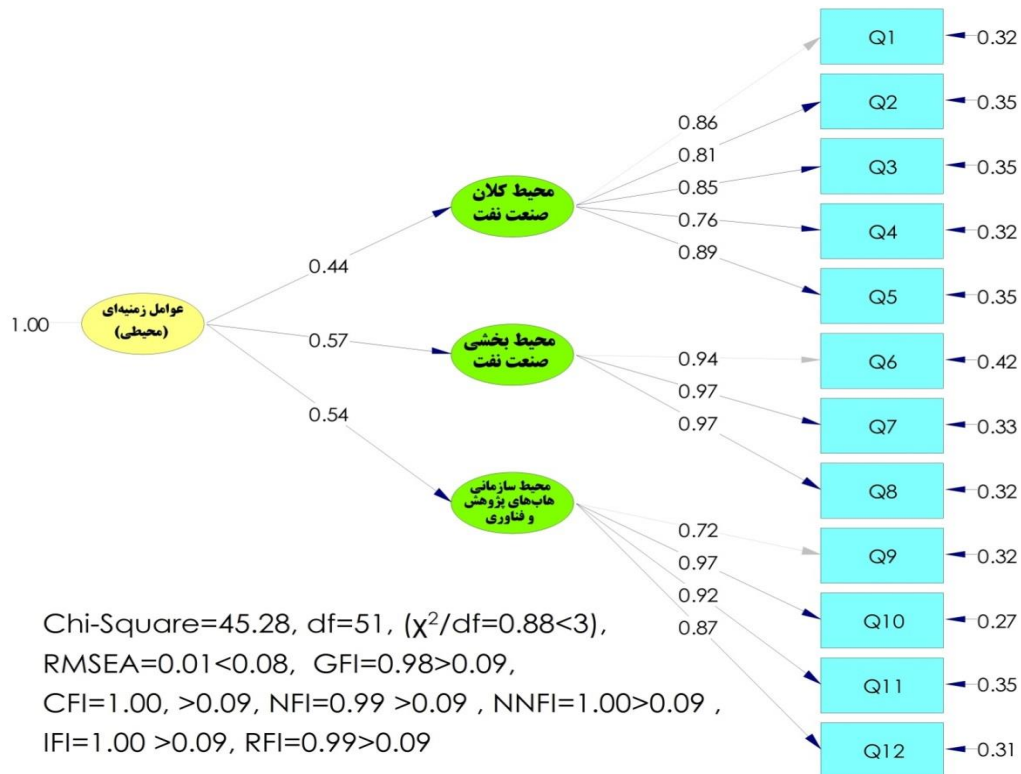 Q1
0.32
Q2
0.35
0.86
0.81
Q3
0.35
0.85
محیط کلان
صنعت نفت
0.76
Q4
0.32
0.89
0.44
Q5
0.35
عوامل زمنیه‌ای
(محیطی)
1.00
0.57
محیط بخشی
صنعت نفت
0.94
Q6
0.42
0.97
Q7
0.33
0.54
0.97
محیط سازمانی
هاب‌های پژوهش
و فناوری
Q8
0.32
0.72
Q9
0.32
0.97
0.92
Q10
0.27
0.87
Q11
0.35
Q12
0.31
Chi-Square=45.28, df=51, (χ²/df=0.88<3),
RMSEA=0.01<0.08, GFI=0.98>0.09,
CFI=1.00, >0.09, NFI=0.99 >0.09 , NNFI=1.00>0.09 ,
IFI=1.00 >0.09, RFI=0.99>0.09